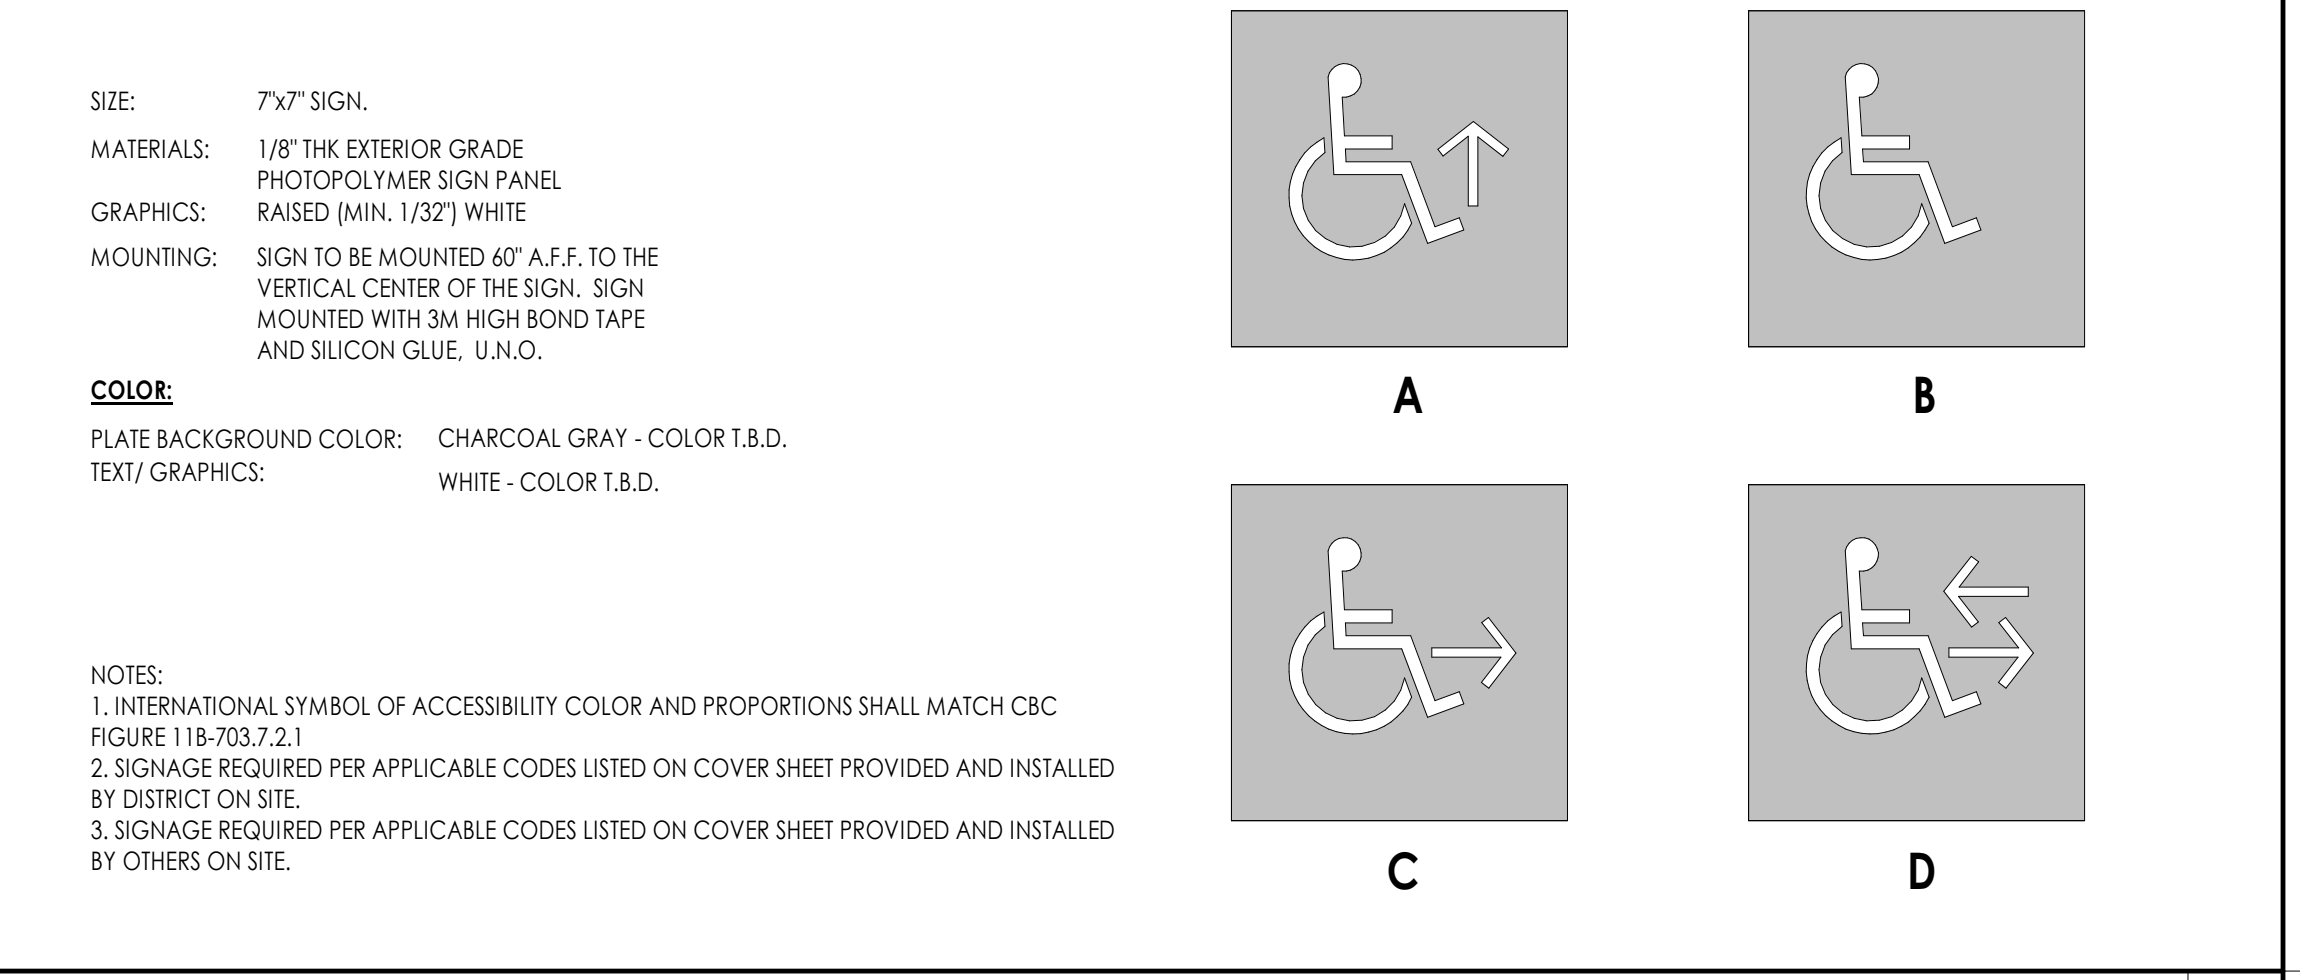 SIZE: 7"x7" SIGN.
MATERIALS: 1/8" THK EXTERIOR GRADE
PHOTOPOLYMER SIGN PANEL
GRAPHICS: RAISED (MIN. 1/32") WHITE
MOUNTING: SIGN TO BE MOUNTED 60" A.F.F. TO THE
VERTICAL CENTER OF THE SIGN. SIGN
MOUNTED WITH 3M HIGH BOND TAPE
AND SILICON GLUE, U.N.O.
COLOR:
PLATE BACKGROUND COLOR: CHARCOAL GRAY - COLOR T.B.D.
TEXT/ GRAPHICS: WHITE - COLOR T.B.D.
NOTES:
1. INTERNATIONAL SYMBOL OF ACCESSIBILITY COLOR AND PROPORTIONS SHALL MATCH CBC
FIGURE 11B-703.7.2.1
2. SIGNAGE REQUIRED PER APPLICABLE CODES LISTED ON COVER SHEET PROVIDED AND INSTALLED
BY DISTRICT ON SITE.
3. SIGNAGE REQUIRED PER APPLICABLE CODES LISTED ON COVER SHEET PROVIDED AND INSTALLED
BY OTHERS ON SITE.
A
B
C
D